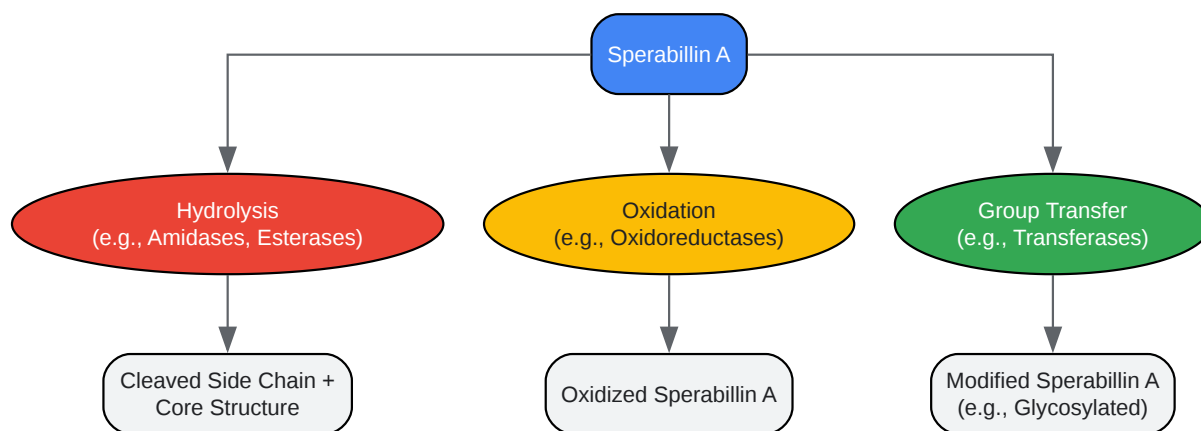 Sperabillin A
Hydrolysis
(e.g., Amidases, Esterases)
Oxidation
(e.g., Oxidoreductases)
Group Transfer
(e.g., Transferases)
Cleaved Side Chain +
Core Structure
Oxidized Sperabillin A
Modified Sperabillin A
(e.g., Glycosylated)